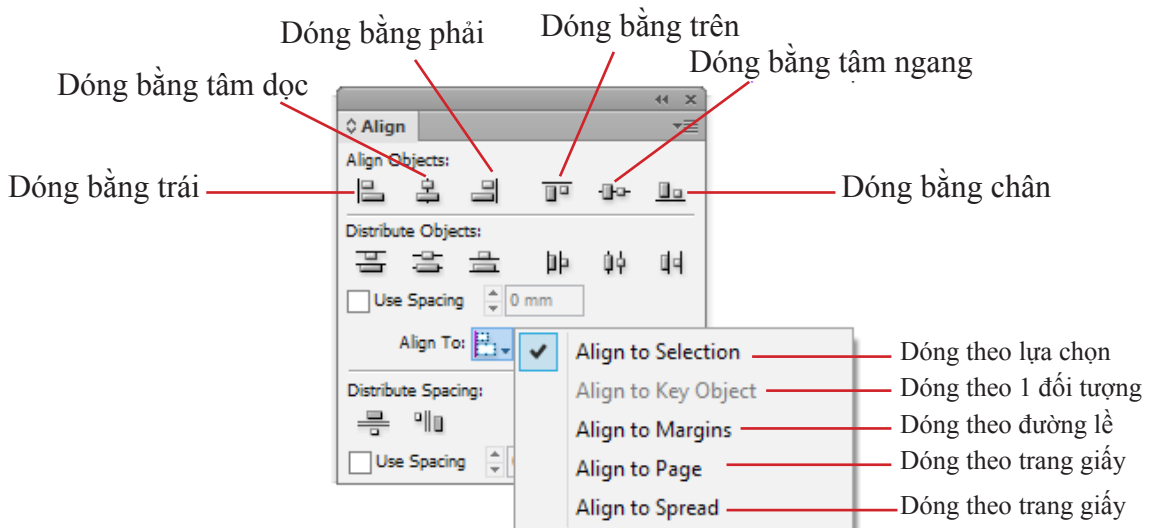 Dóng bằng trên
Dóng bằng phải
Dóng bằng tâm ngang
Dóng bằng tâm dọc
Align
Align Objects:
Dóng bằng trái
Dóng bằng chân
Distribute Objects:
Use Spacing 0 mm
Align To:
Align to Selection Dóng theo lựa chọn
Align to Key Object Dóng theo 1 đối tượng
Distribute Spacing:
Align to Margins Dóng theo đường lề
Use Spacing
Align to Page Dóng theo trang giấy
Align to Spread Dóng theo trang giấy